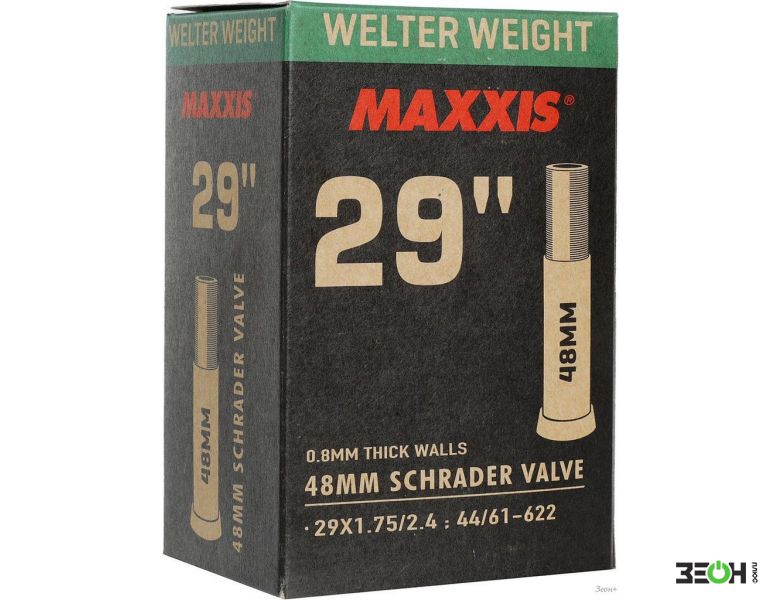 WELTER WEIGHT
MAXXIS
29"
48MM
48MM SCHRADER VALVE
WELTER WEIGHT
MAXXIS®
29"
48MM
0.8MM THICK WALLS
48MM SCHRADER VALVE
· 29X1.75/2.4 : 44/61-622
Зеон+
ЗЕОН ПЛЮС